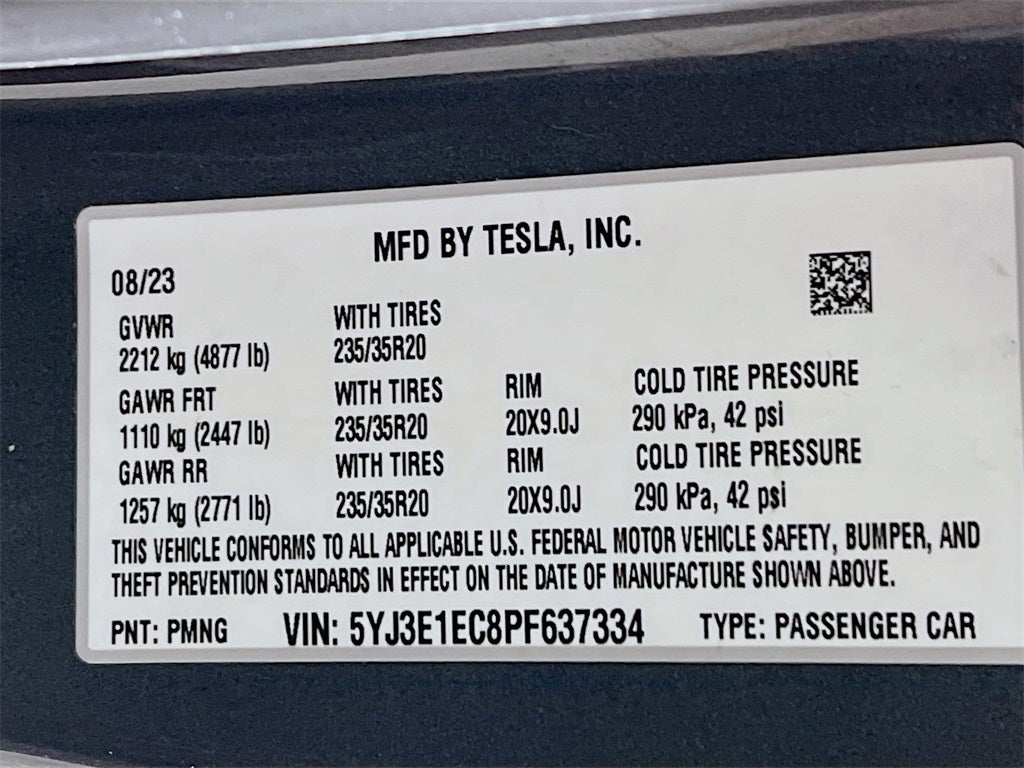 MFD BY TESLA, INC.
08/23
GVWR WITH TIRES
2212 kg (4877 lb) 235/35R20
GAWR FRT WITH TIRES RIM COLD TIRE PRESSURE
1110 kg (2447 lb) 235/35R20 20X9.0J 290 kPa, 42 psi
GAWR RR WITH TIRES RIM COLD TIRE PRESSURE
1257 kg (2771 lb) 235/35R20 20X9.0J 290 kPa, 42 psi
THIS VEHICLE CONFORMS TO ALL APPLICABLE U.S. FEDERAL MOTOR VEHICLE SAFETY, BUMPER, AND
THEFT PREVENTION STANDARDS IN EFFECT ON THE DATE OF MANUFACTURE SHOWN ABOVE.
PNT: PMNG VIN: 5YJ3E1EC8PF637334 TYPE: PASSENGER CAR